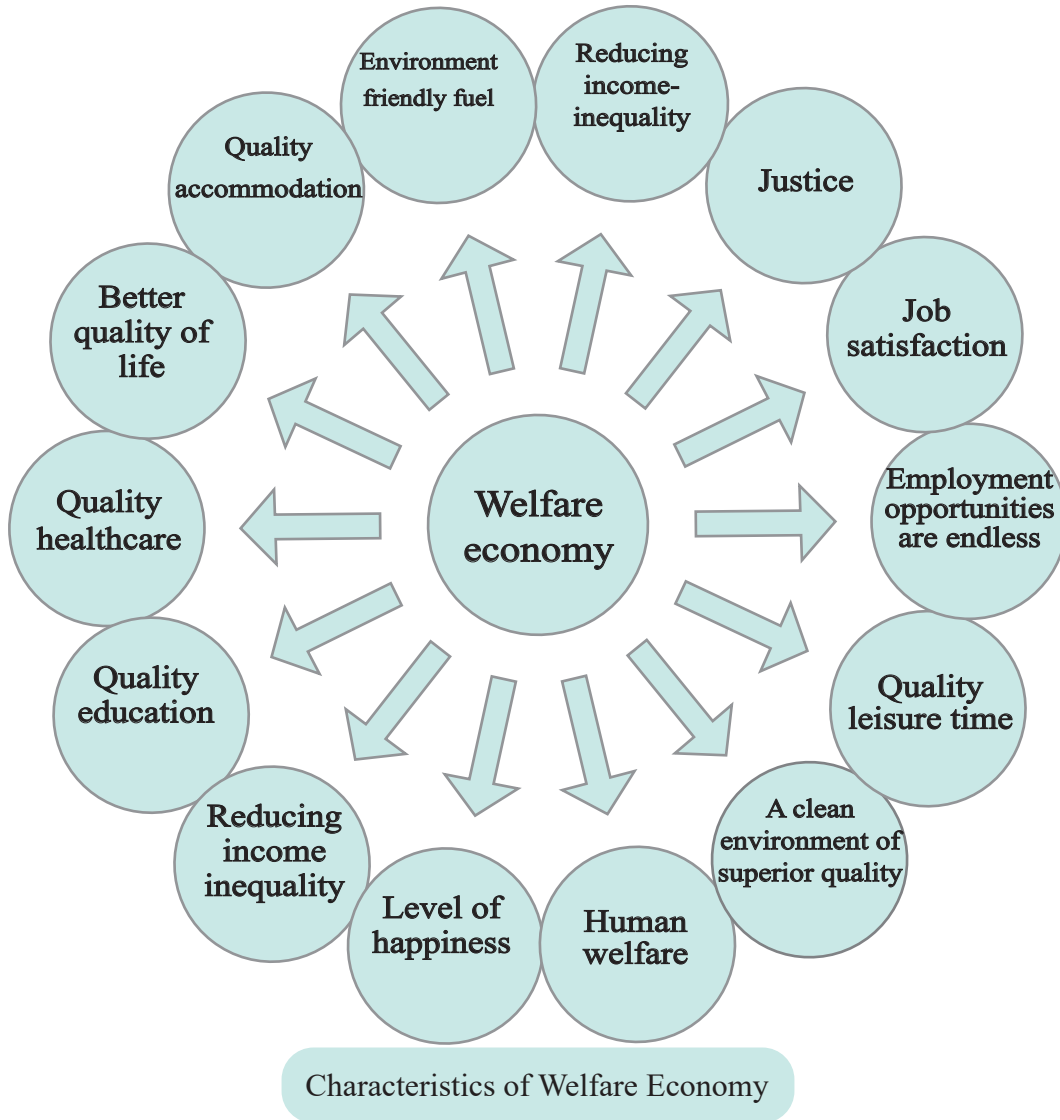 Environment
friendly fuel
Reducing
income-
inequality
Justice
Job
satisfaction
Employment
opportunities
are endless
Quality
leisure time
A clean
environment of
superior quality
Human
welfare
Level of
happiness
Reducing
income
inequality
Quality
education
Quality
healthcare
Better
quality of
life
Quality
accommodation
Welfare
economy
Characteristics of Welfare Economy